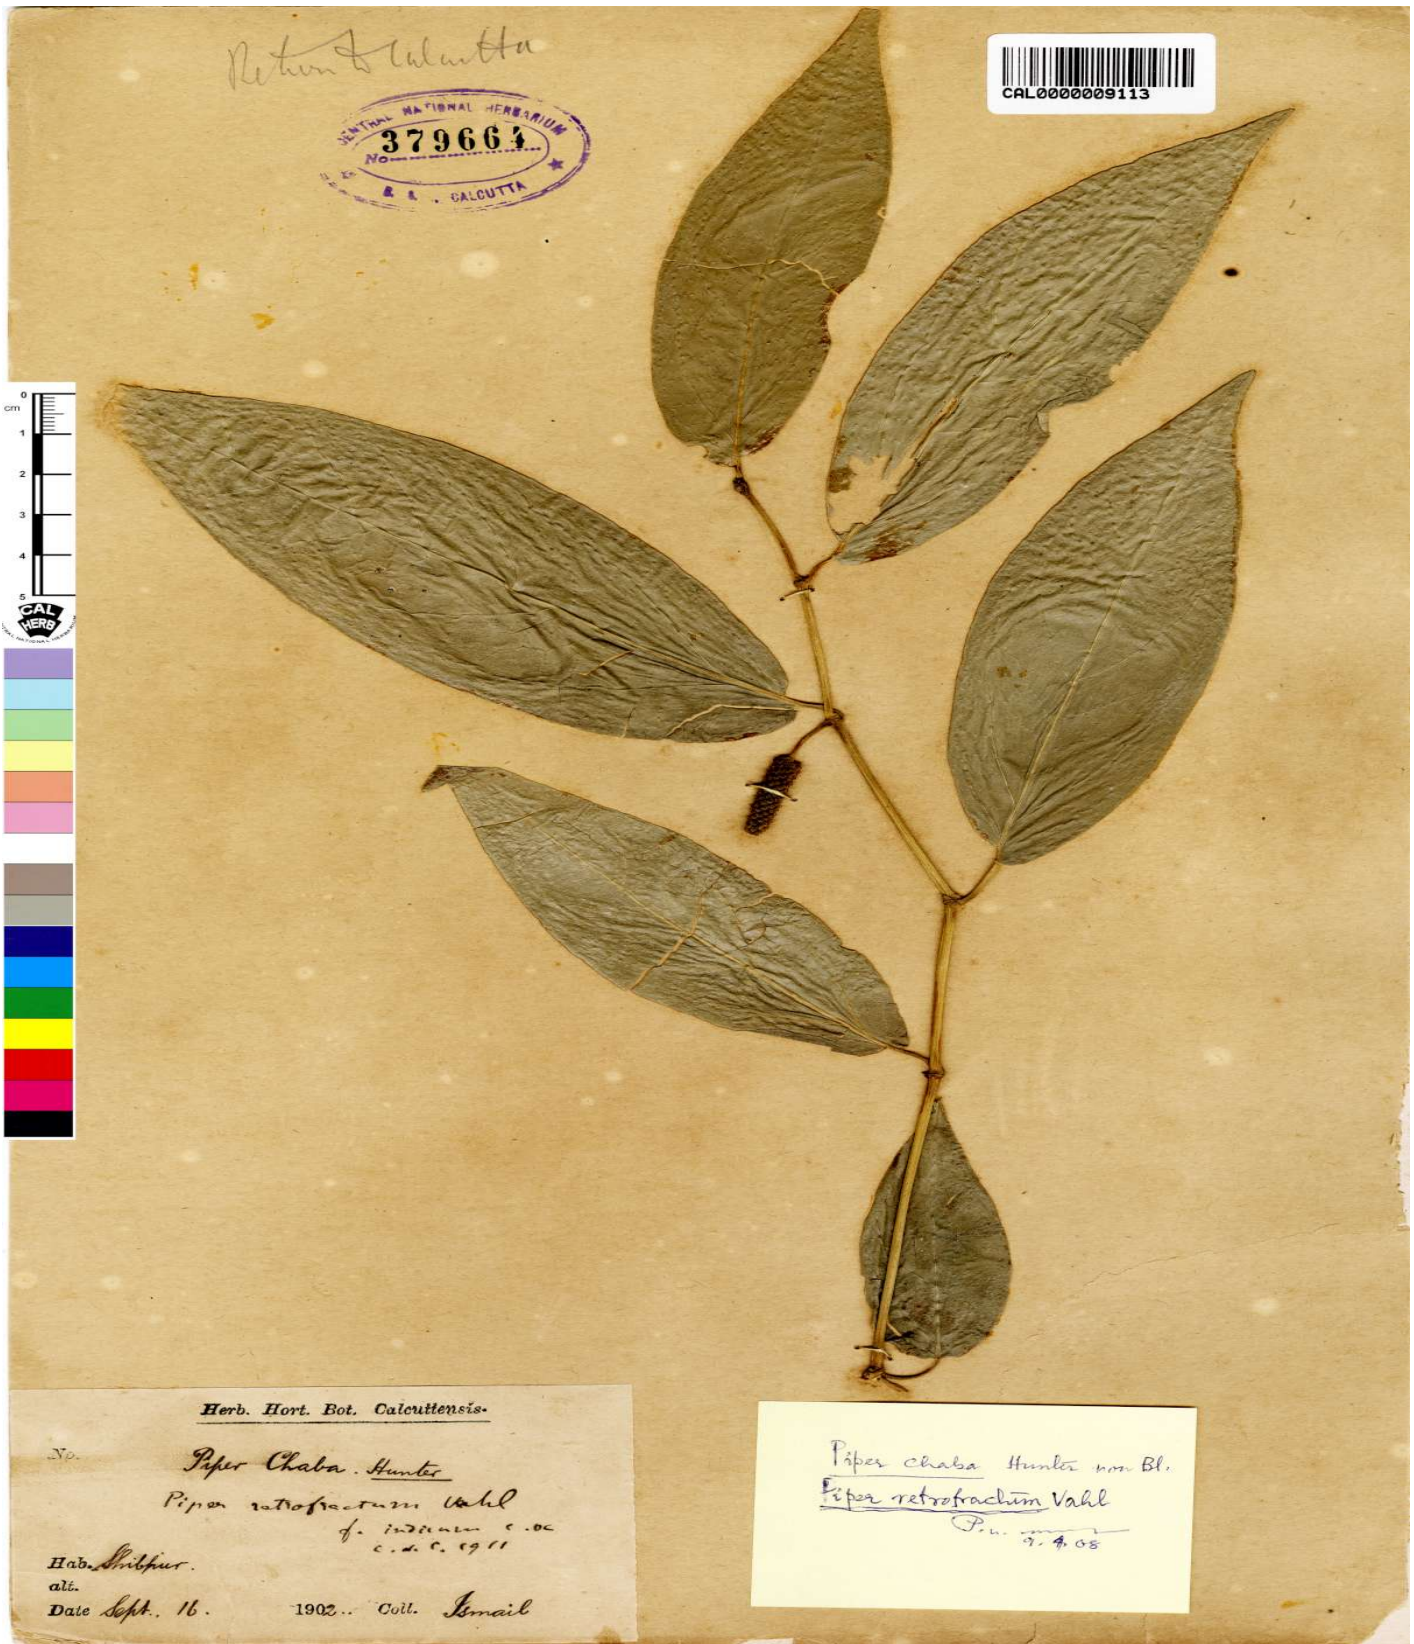 Return to Calcutta
CENTRAL NATIONAL HERBARIUM
No 379664
CALCUTTA
CAL0000009113
0
cm
1
2
3
4
5
CAL
HERB
Herb. Hort. Bot. Calcuttensis.
No.
Piper Chaba. Hunter
Piper retrofractum Vahl
f. indicum C. DC
C. d. C. 1911
Hab. Shibpur.
alt.
Date Sept. 16. 1902.. Coll. Ismail
Piper chaba Hunter non Bl.
Piper retrofractum Vahl
9. 4. 08